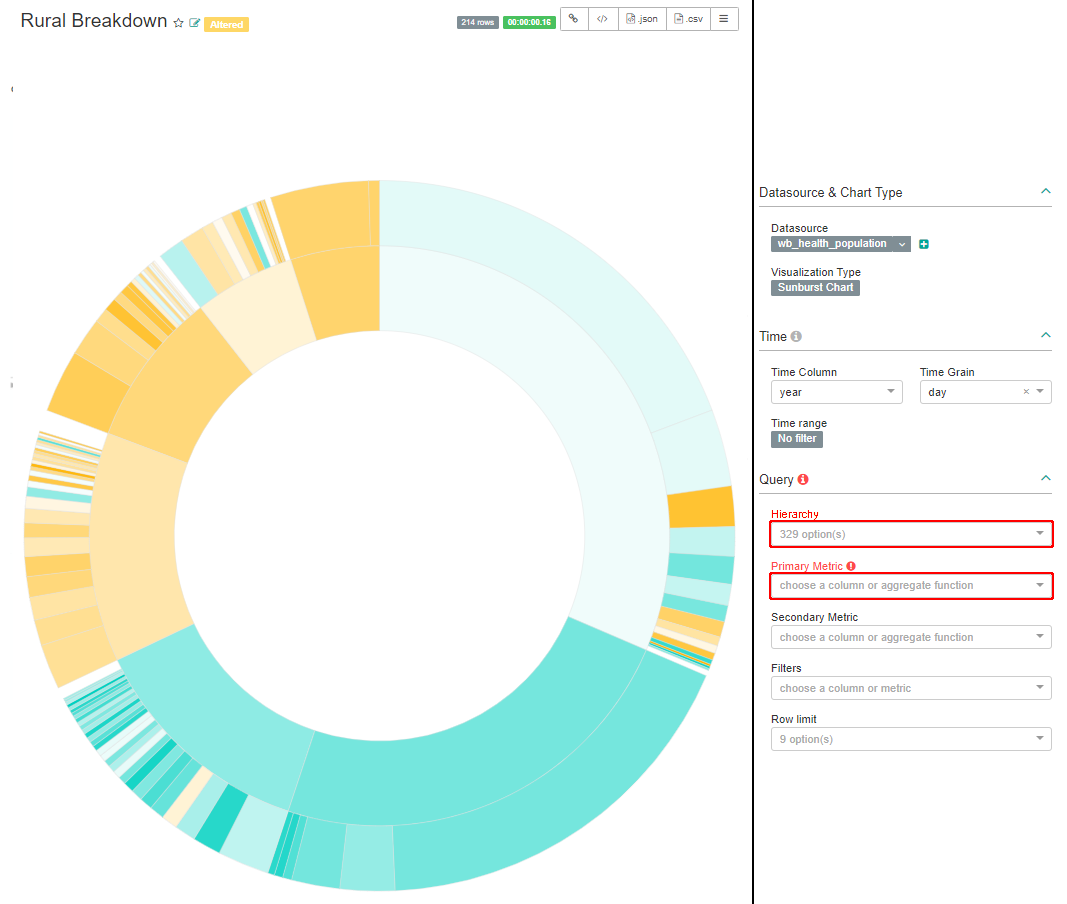 Rural Breakdown Altered 214 rows 00:00:00.16 </> .json .csv
Datasource & Chart Type
Datasource
wb_health_population
Visualization Type
Sunburst Chart
Time
Time Column Time Grain
year day ×
Time range
No filter
Query
Hierarchy
329 option(s)
Primary Metric
choose a column or aggregate function
Secondary Metric
choose a column or aggregate function
Filters
choose a column or metric
Row limit
9 option(s)